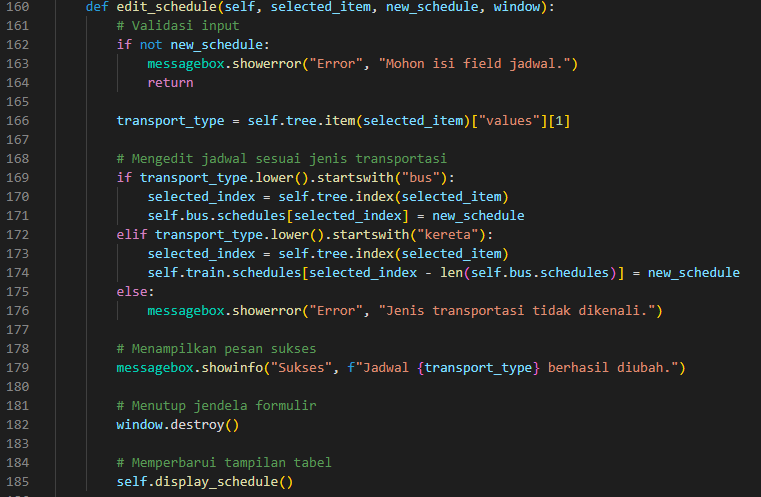 160 def edit_schedule(self, selected_item, new_schedule, window):
161 # Validasi input
162 if not new_schedule:
163 messagebox.showerror("Error", "Mohon isi field jadwal.")
164 return
165
166 transport_type = self.tree.item(selected_item)["values"][1]
167
168 # Mengedit jadwal sesuai jenis transportasi
169 if transport_type.lower().startswith("bus"):
170 selected_index = self.tree.index(selected_item)
171 self.bus.schedules[selected_index] = new_schedule
172 elif transport_type.lower().startswith("kereta"):
173 selected_index = self.tree.index(selected_item)
174 self.train.schedules[selected_index - len(self.bus.schedules)] = new_schedule
175 else:
176 messagebox.showerror("Error", "Jenis transportasi tidak dikenali.")
177
178 # Menampilkan pesan sukses
179 messagebox.showinfo("Sukses", f"Jadwal {transport_type} berhasil diubah.")
180
181 # Menutup jendela formulir
182 window.destroy()
183
184 # Memperbarui tampilan tabel
185 self.display_schedule()